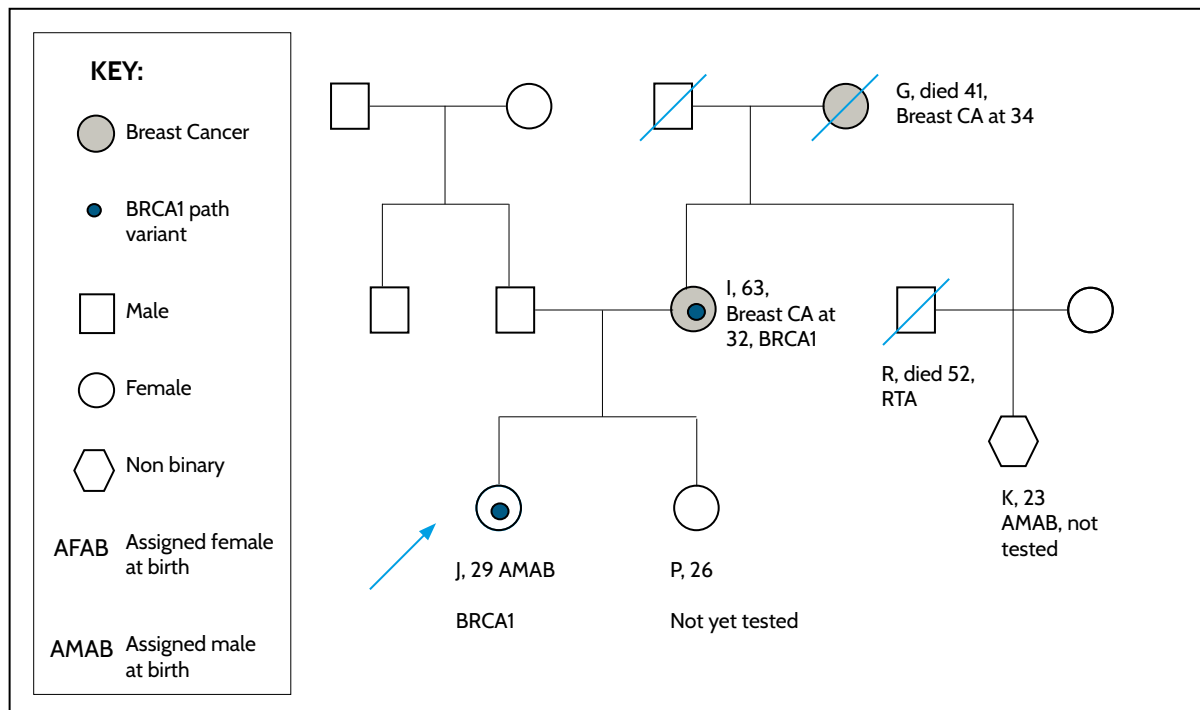 KEY:
Breast Cancer
BRCA1 path
variant
Male
Female
Non binary
AFAB
Assigned female
at birth
AMAB
Assigned male
at birth
G, died 41,
Breast CA at 34
I, 63,
Breast CA at
32, BRCA1
R, died 52,
RTA
K, 23
AMAB, not
tested
J, 29 AMAB
BRCA1
P, 26
Not yet tested